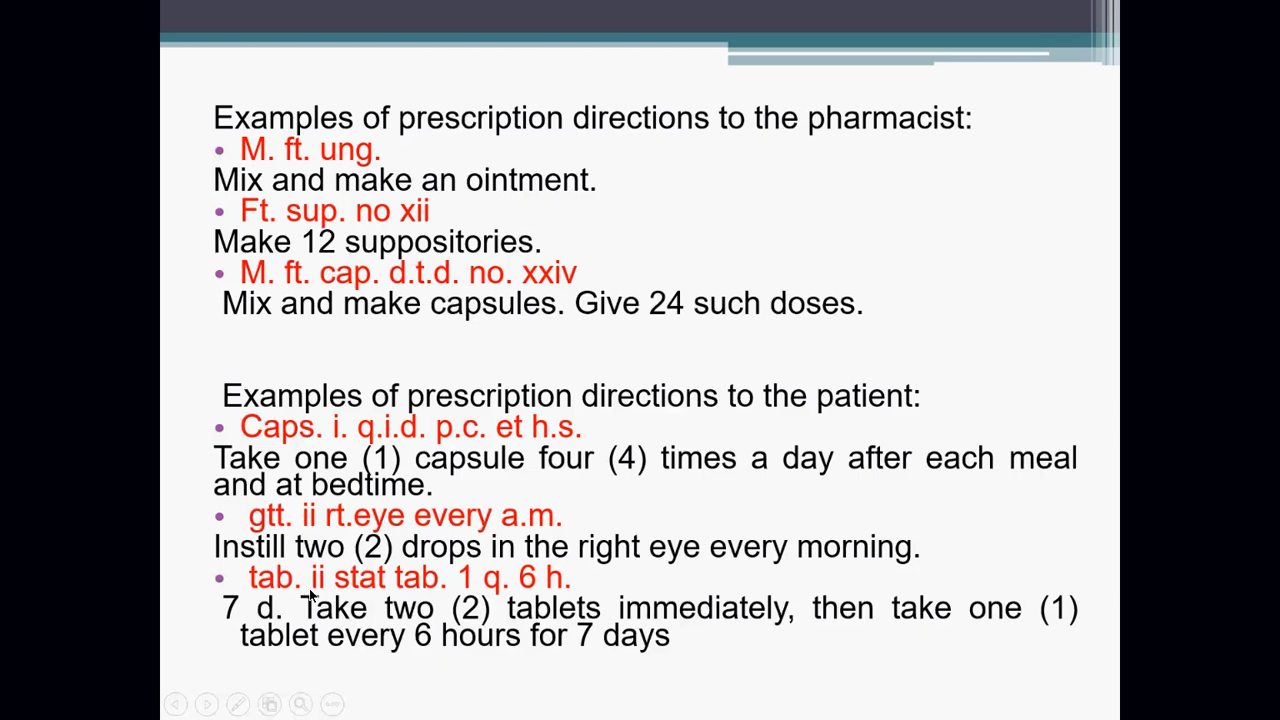 Examples of prescription directions to the pharmacist:
• M. ft. ung.
Mix and make an ointment.
• Ft. sup. no xii
Make 12 suppositories.
• M. ft. cap. d.t.d. no. xxiv
Mix and make capsules. Give 24 such doses.
Examples of prescription directions to the patient:
• Caps. i. q.i.d. p.c. et h.s.
Take one (1) capsule four (4) times a day after each meal
and at bedtime.
• gtt. ii rt.eye every a.m.
Instill two (2) drops in the right eye every morning.
• tab. ii stat tab. 1 q. 6 h.
7 d. Take two (2) tablets immediately, then take one (1)
tablet every 6 hours for 7 days